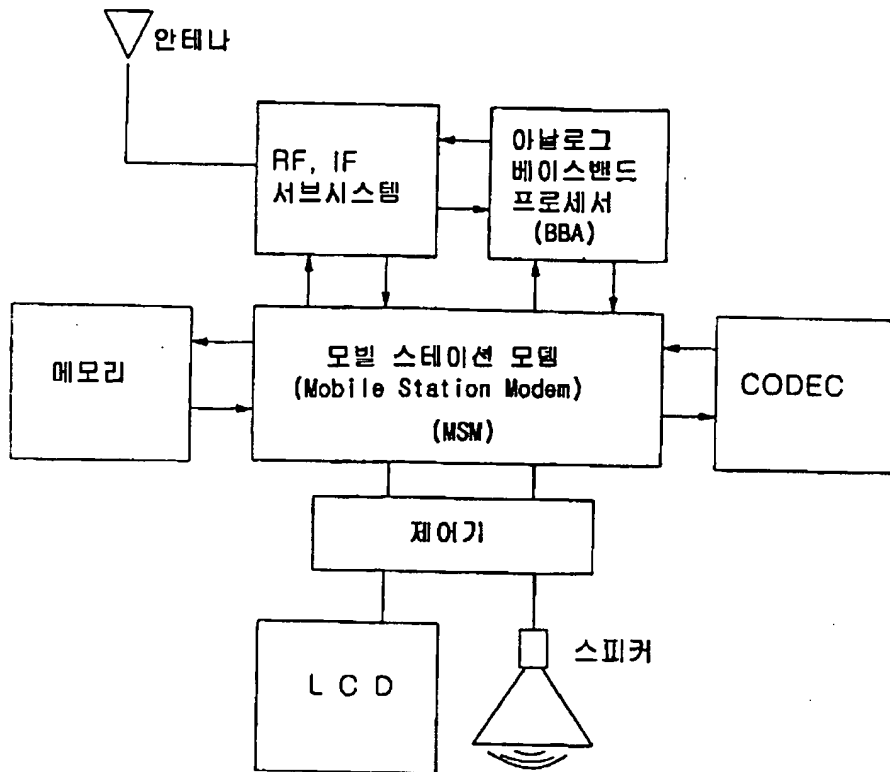 안테나
RF, IF
서브시스템
아날로그
베이스밴드
프로세서
(BBA)
메모리
모빌 스테이션 모뎀
(Mobile Station Modem)
(MSM)
CODEC
제어기
LCD
스피커